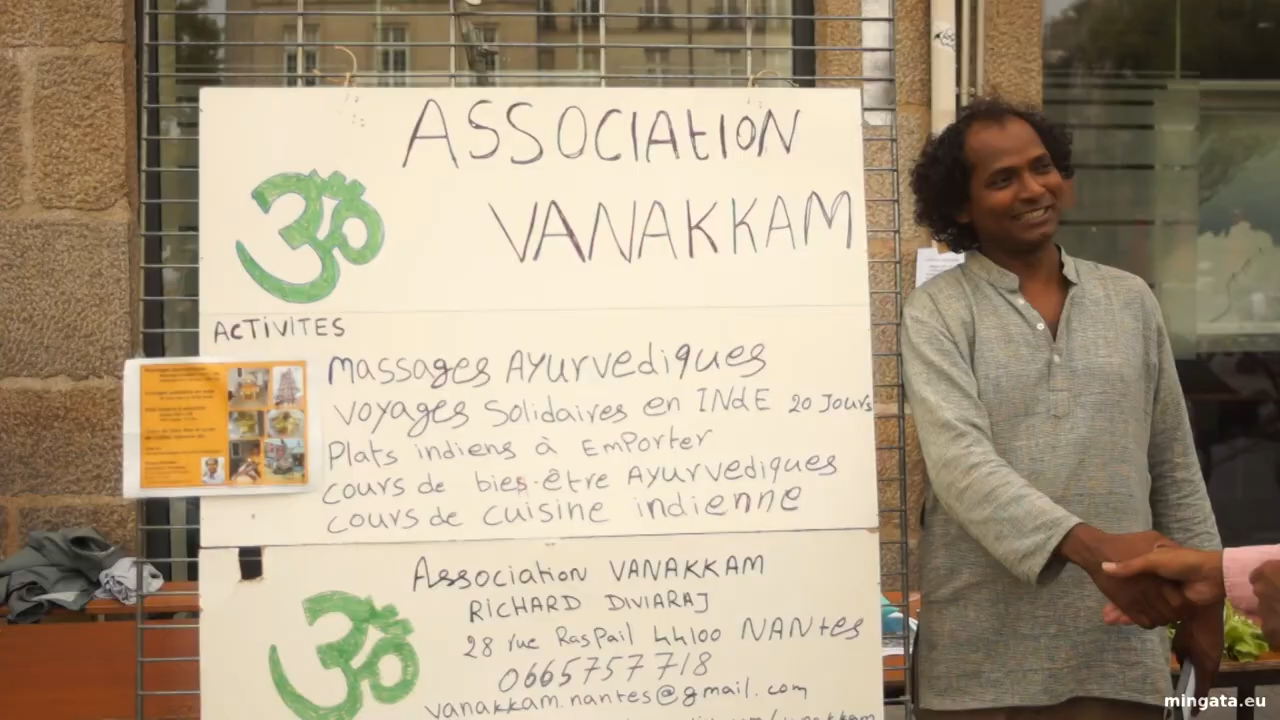 ASSOCIAtION
VANAKKAM
ACTIVITES
Massages Ayurvediques
Voyages Solidaires en INdE 20 Jours
Plats indiens à EmPorter
cours de bies-être Ayurvediques
cours de cuisine indienne
Association VANAKKAM
RICHARD DIVIARAJ
28 rue Raspail 44100 NANtes
0665757718
vanakkam.nantes@gmail.com
mingata.eu